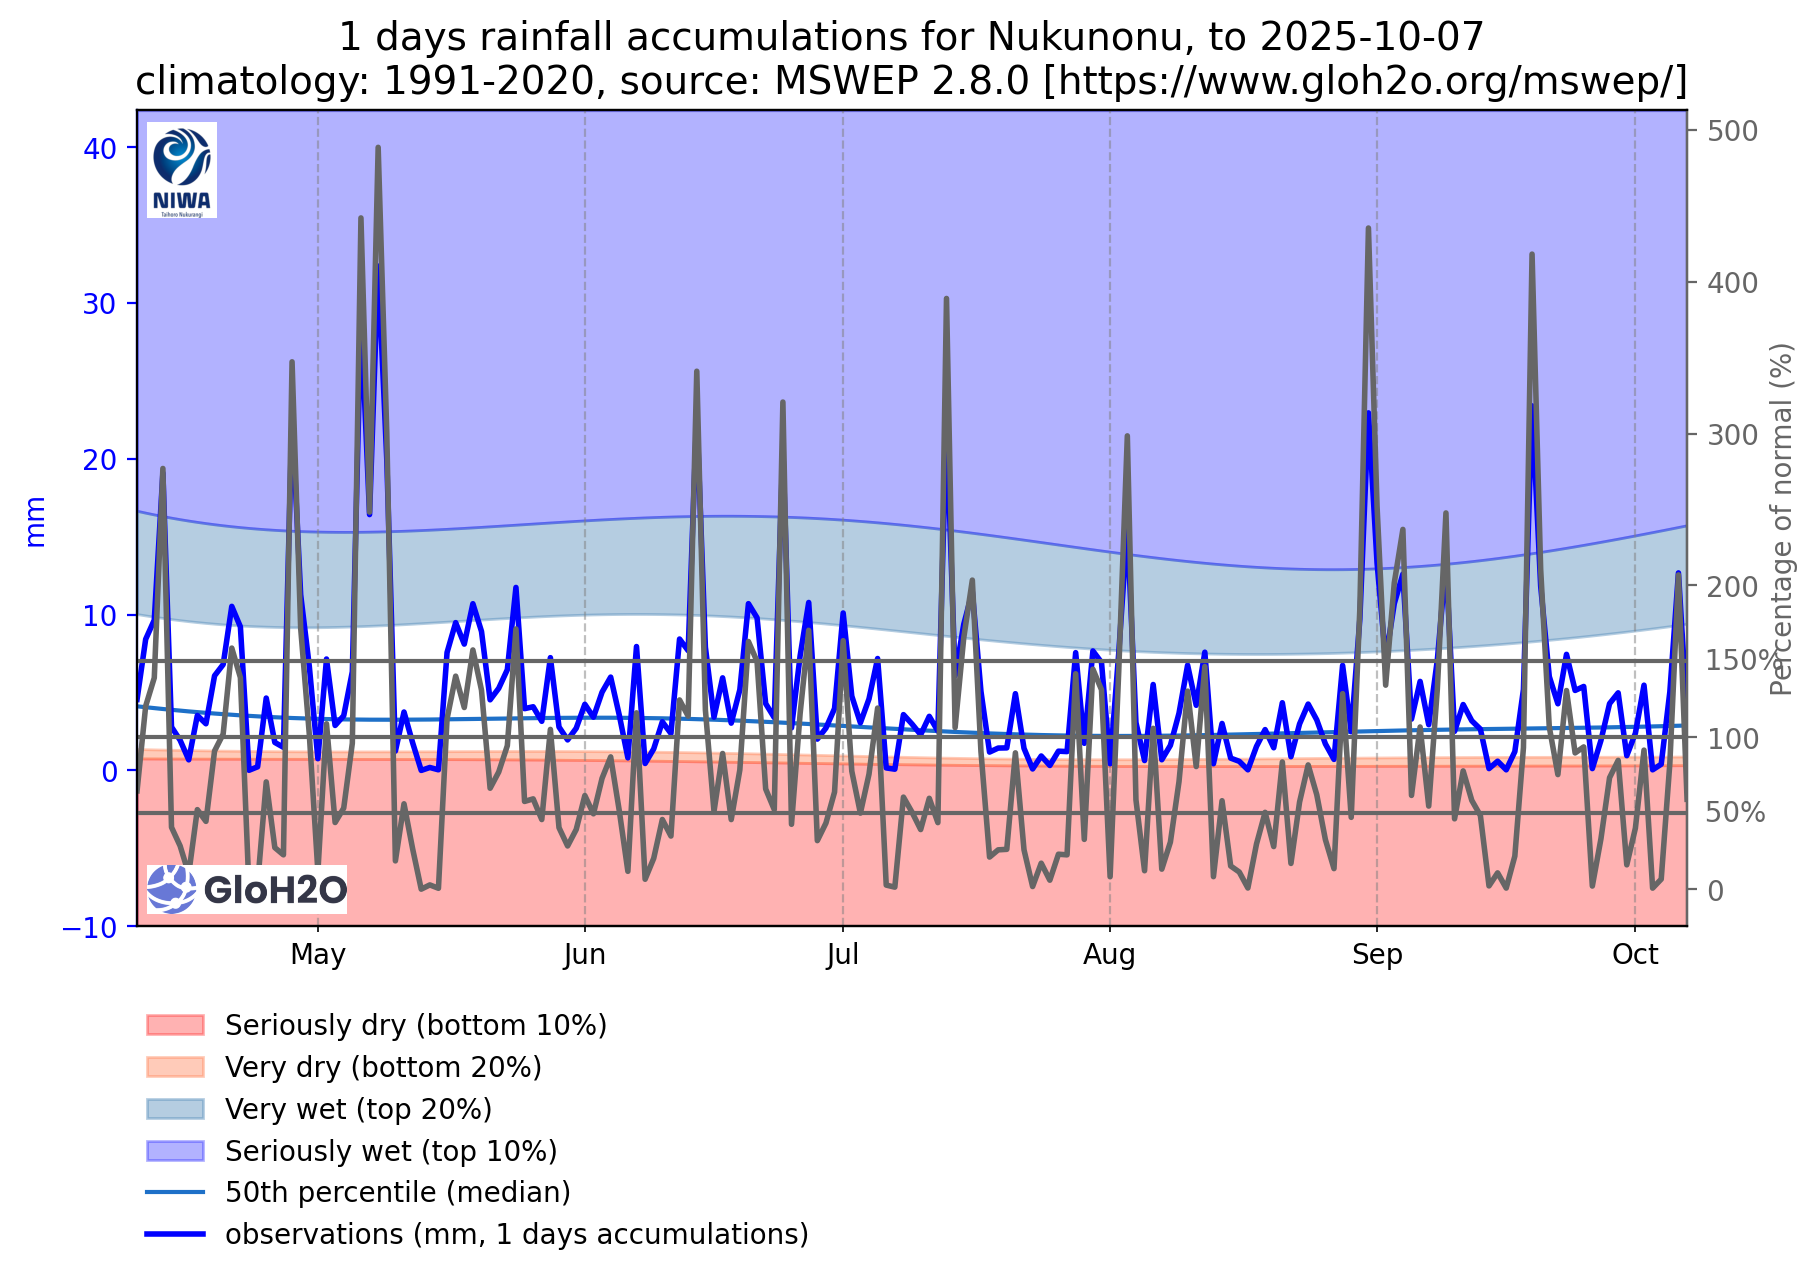 1 days rainfall accumulations for Nukunonu, to 2025-10-07
climatology: 1991-2020, source: MSWEP 2.8.0 [https://www.gloh2o.org/mswep/]
40
30
20
10
0
−10
mm
NIWA
Taihoro Nukurangi
GloH2O
500
400
300
200
150%
100
50%
0
Percentage of normal (%)
May
Jun
Jul
Aug
Sep
Oct
Seriously dry (bottom 10%)
Very dry (bottom 20%)
Very wet (top 20%)
Seriously wet (top 10%)
50th percentile (median)
observations (mm, 1 days accumulations)